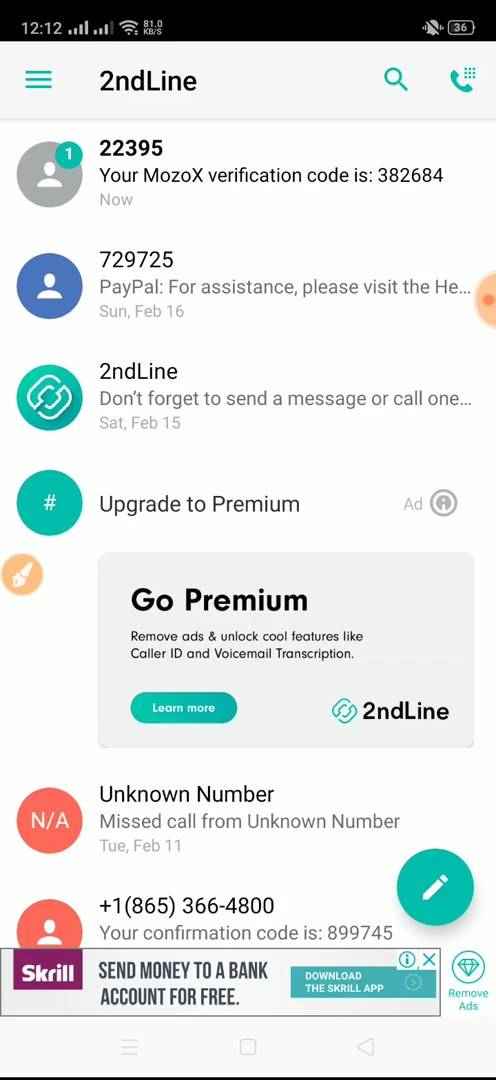 12:12 81.0 KB/S 36
2ndLine
1
22395
Your MozoX verification code is: 382684
Now
729725
PayPal: For assistance, please visit the He...
Sun, Feb 16
2ndLine
Don't forget to send a message or call one...
Sat, Feb 15
# Upgrade to Premium Ad
Go Premium
Remove ads & unlock cool features like
Caller ID and Voicemail Transcription.
Learn more
2ndLine
Unknown Number
N/A Missed call from Unknown Number
Tue, Feb 11
+1(865) 366-4800
Your confirmation code is: 899745
Skrill
SEND MONEY TO A BANK
ACCOUNT FOR FREE.
DOWNLOAD
THE SKRILL APP
Remove
Ads